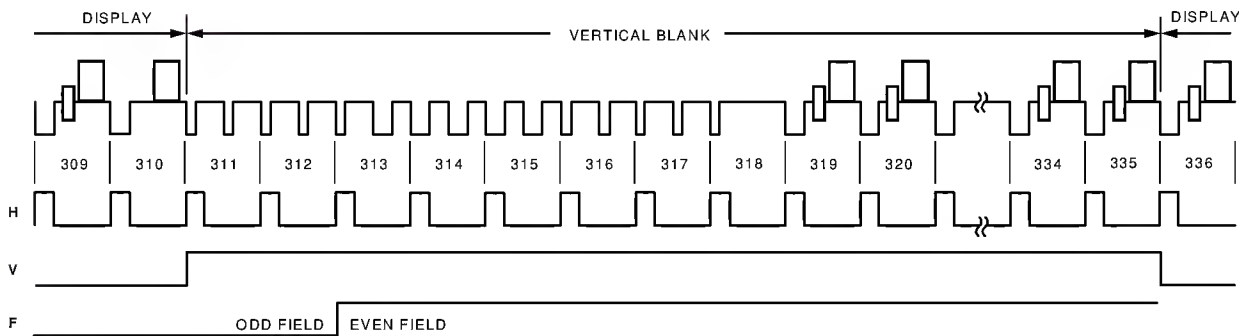 DISPLAY VERTICAL BLANK DISPLAY
309 310 311 312 313 314 315 316 317 318 319 320 334 335 336
H
V
F ODD FIELD EVEN FIELD